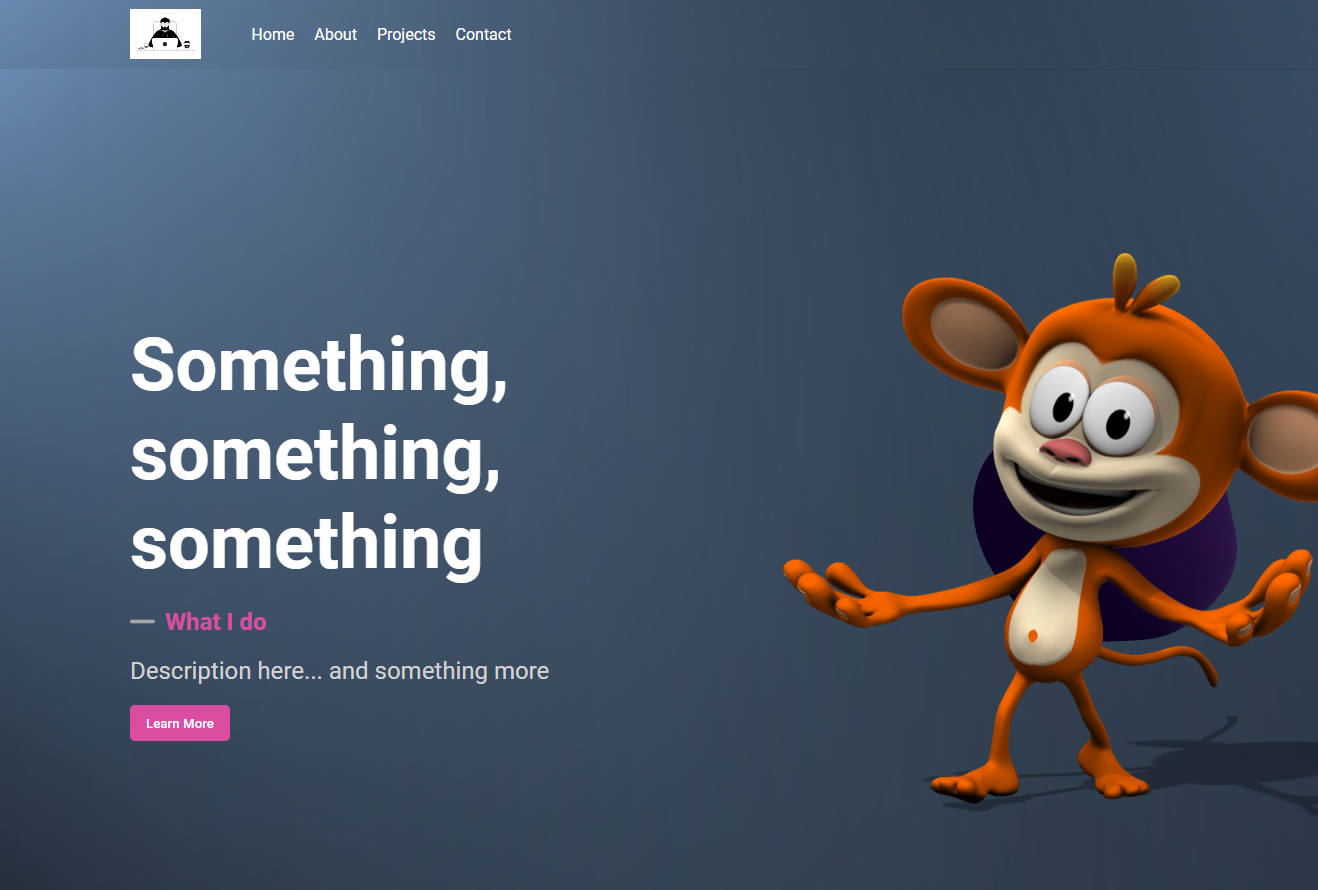 Home About Projects Contact
Something,
something,
something
— What I do
Description here... and something more
Learn More